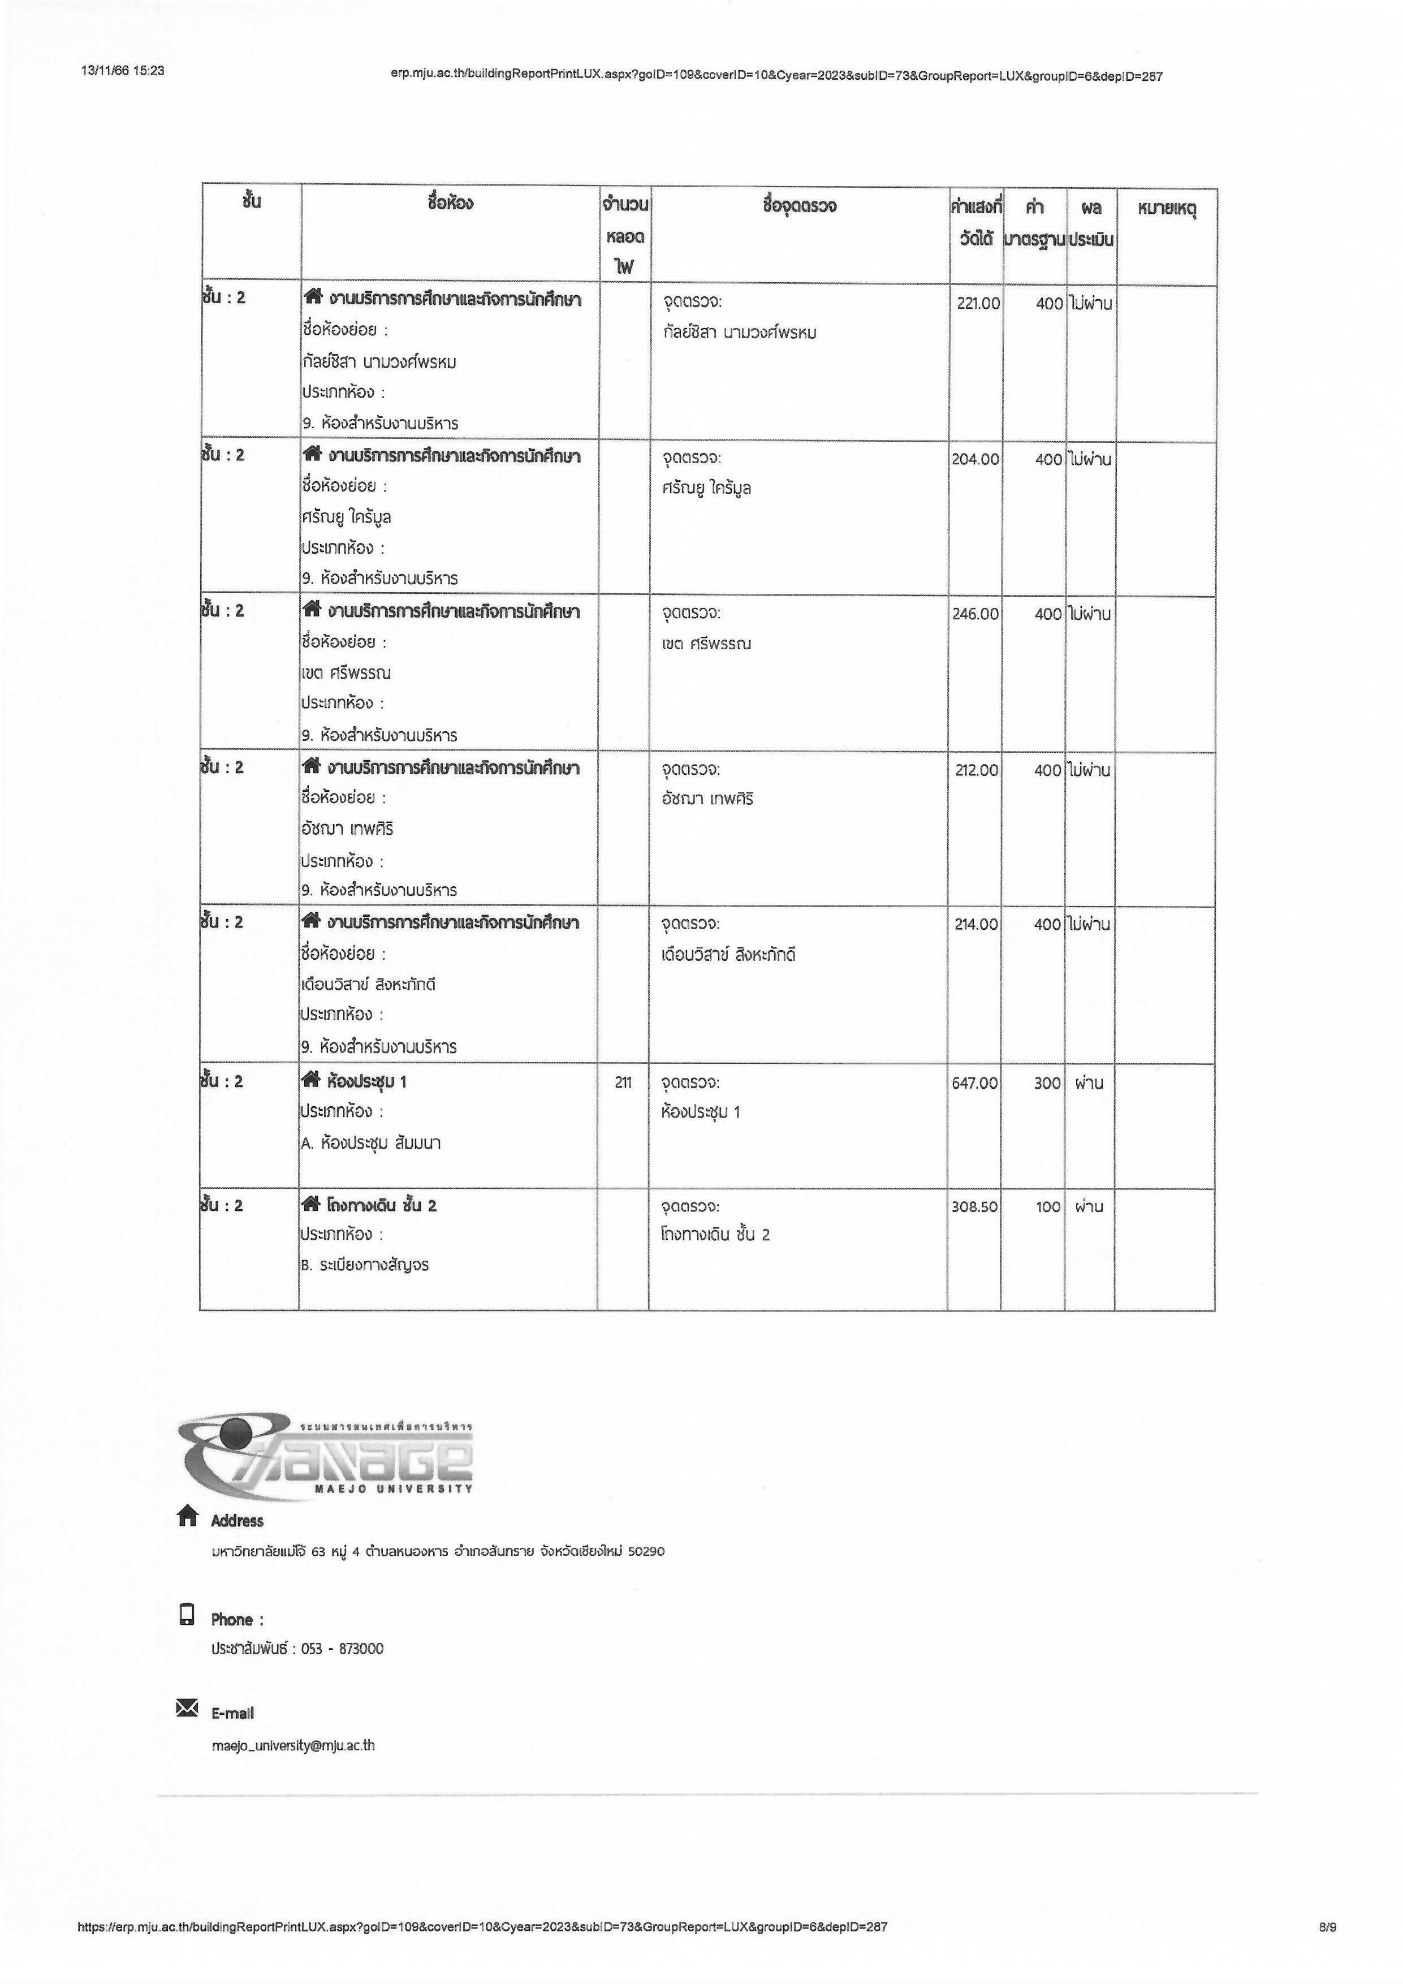 13/11/66 15:23
erp.mju.ac.th/buildingReportPrintLUX.aspx?goID=109&coverID=10&Cyear=2023&subID=73&GroupReport=LUX&groupID=6&depID=287
ชั้น ชื่อห้อง จำนวน ชื่อจุดตรวจ ค่าแสงที่ ค่า ผล หมายเหตุ
หลอด วัดได้ มาตรฐาน ประเมิน
ไฟ
ชั้น : 2 งานบริการการศึกษาและกิจการนักศึกษา จุดตรวจ: 221.00 400 ไม่ผ่าน
ชื่อห้องย่อย : กัลย์ชิสา นามวงศ์พรหม
กัลย์ชิสา นามวงศ์พรหม
ประเภทห้อง :
9. ห้องสำหรับงานบริหาร
ชั้น : 2 งานบริการการศึกษาและกิจการนักศึกษา จุดตรวจ: 204.00 400 ไม่ผ่าน
ชื่อห้องย่อย : ศรัณยู ใคร้มูล
ศรัณยู ใคร้มูล
ประเภทห้อง :
9. ห้องสำหรับงานบริหาร
ชั้น : 2 งานบริการการศึกษาและกิจการนักศึกษา จุดตรวจ: 246.00 400 ไม่ผ่าน
ชื่อห้องย่อย : เขต ศรีพรรณ
เขต ศรีพรรณ
ประเภทห้อง :
9. ห้องสำหรับงานบริหาร
ชั้น : 2 งานบริการการศึกษาและกิจการนักศึกษา จุดตรวจ: 212.00 400 ไม่ผ่าน
ชื่อห้องย่อย : อัชฌา เทพศิริ
อัชฌา เทพศิริ
ประเภทห้อง :
9. ห้องสำหรับงานบริหาร
ชั้น : 2 งานบริการการศึกษาและกิจการนักศึกษา จุดตรวจ: 214.00 400 ไม่ผ่าน
ชื่อห้องย่อย : เดือนวิสาข์ สิงหะภักดี
เดือนวิสาข์ สิงหะภักดี
ประเภทห้อง :
9. ห้องสำหรับงานบริหาร
ชั้น : 2 ห้องประชุม 1 211 จุดตรวจ: 647.00 300 ผ่าน
ประเภทห้อง : ห้องประชุม 1
A. ห้องประชุม สัมมนา
ชั้น : 2 โถงทางเดิน ชั้น 2 จุดตรวจ: 308.50 100 ผ่าน
ประเภทห้อง : โถงทางเดิน ชั้น 2
B. ระเบียงทางสัญจร
ระบบสารสนเทศเพื่อการบริหาร
MANAGE
MAEJO UNIVERSITY
Address
มหาวิทยาลัยแม่โจ้ 63 หมู่ 4 ตำบลหนองหาร อำเภอสันทราย จังหวัดเชียงใหม่ 50290
Phone :
ประชาสัมพันธ์ : 053 - 873000
E-mail
maejo_university@mju.ac.th
https://erp.mju.ac.th/buildingReportPrintLUX.aspx?goID=109&coverID=10&Cyear=2023&subID=73&GroupReport=LUX&groupID=6&depID=287 8/9